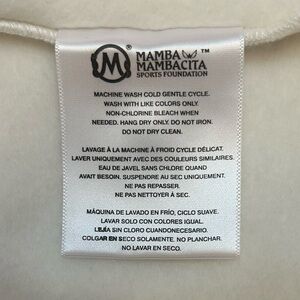 M
MAMBA ™
MAMBACITA
SPORTS FOUNDATION
MACHINE WASH COLD GENTLE CYCLE.
WASH WITH LIKE COLORS ONLY.
NON-CHLORINE BLEACH WHEN
NEEDED. HANG DRY ONLY. DO NOT IRON.
DO NOT DRY CLEAN.
LAVAGE À LA MACHINE À FROID CYCLE DÉLICAT.
LAVER UNIQUEMENT AVEC DES COULEURS SIMILAIRES.
EAU DE JAVEL SANS CHLORE QUAND
AVAIT BESOIN. SUSPENDRE AU SEC UNIQUEMENT.
NE PAS REPASSER.
NE PAS NETTOYER À SEC.
MÁQUINA DE LAVADO EN FRÍO, CICLO SUAVE.
LAVAR SOLO CON COLORES IGUAL.
LEJÍA SIN CLORO CUANDONECESARIO.
COLGAR EN SECO SOLAMENTE. NO PLANCHAR.
NO LAVAR EN SECO.